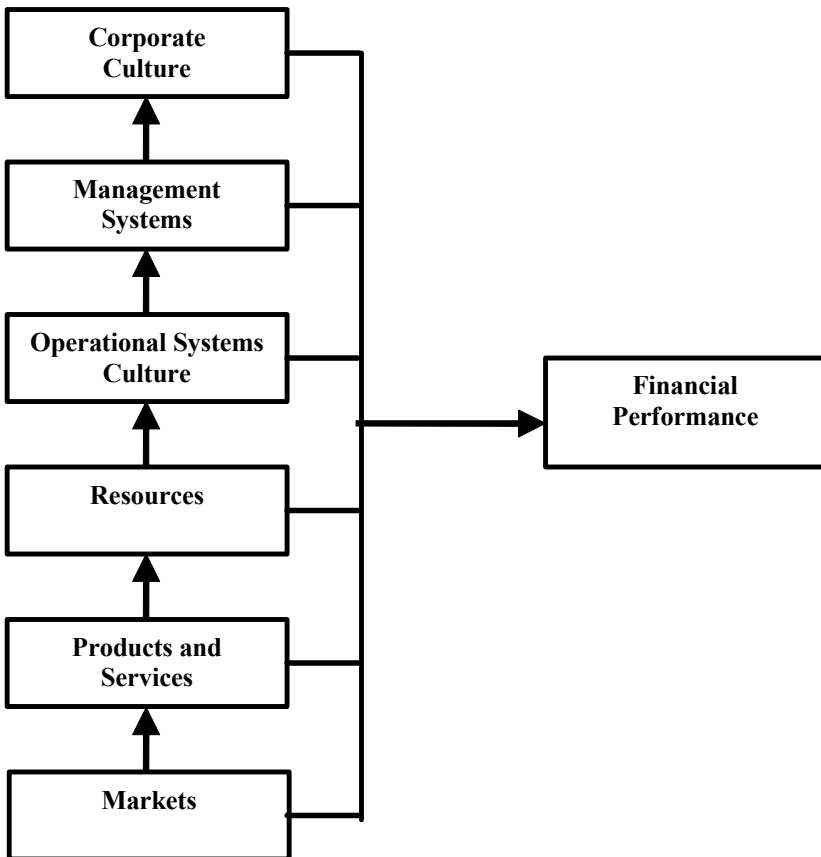 Corporate
Culture
Management
Systems
Operational Systems
Culture
Financial
Performance
Resources
Products and
Services
Markets